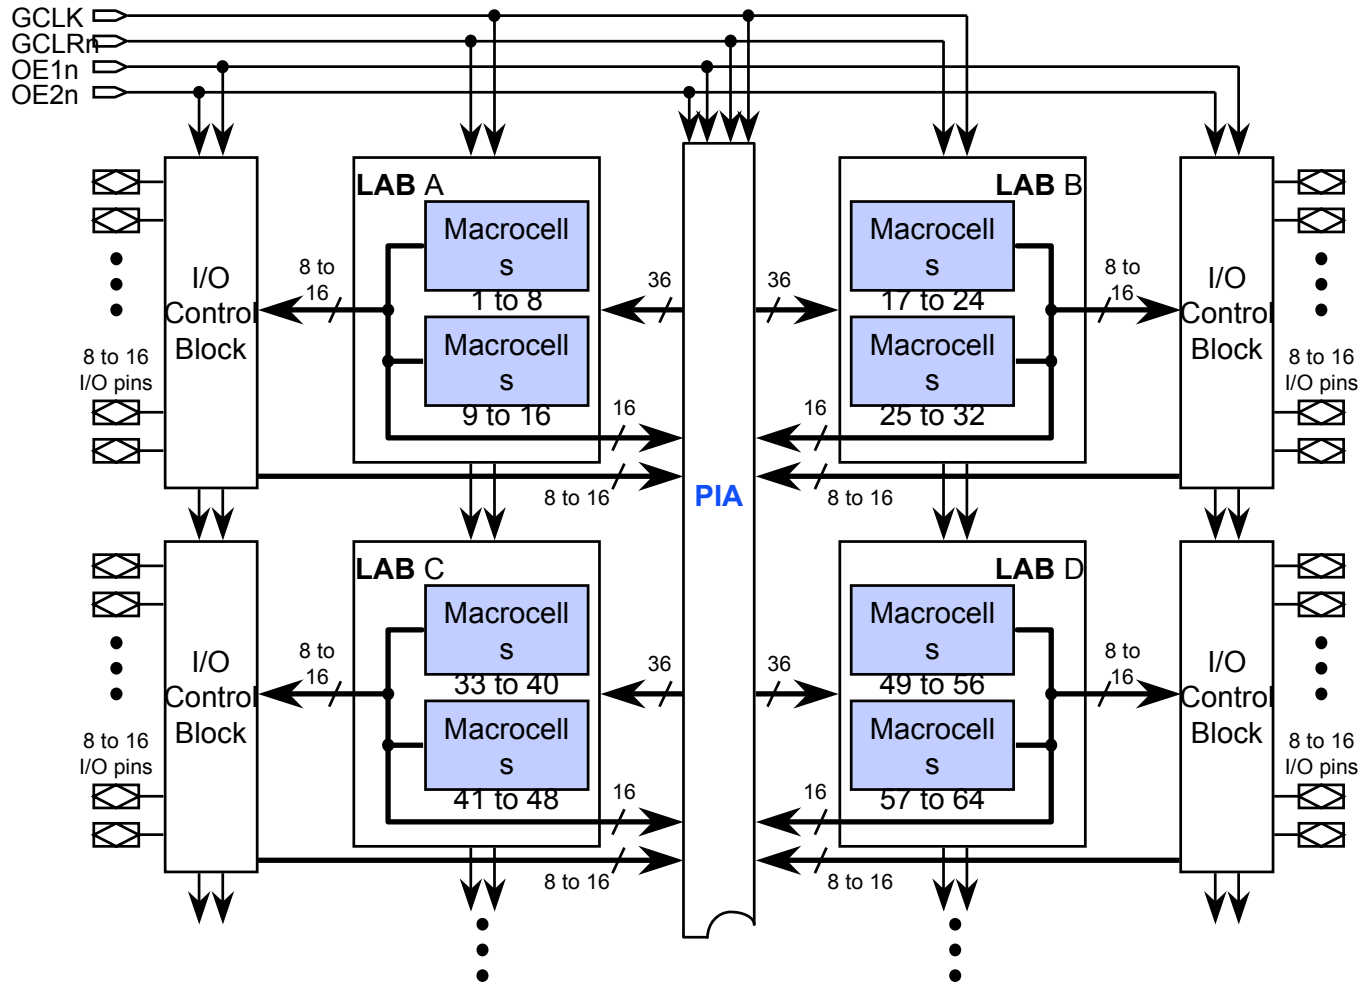 GCLK
GCLRn
OE1n
OE2n
LAB A
Macrocell
s
1 to 8
Macrocell
s
9 to 16
I/O
Control
Block
8 to
16
8 to 16
I/O pins
36
16
8 to 16
PIA
LAB B
Macrocell
s
17 to 24
Macrocell
s
25 to 32
36
16
8 to 16
8 to
16
I/O
Control
Block
8 to 16
I/O pins
LAB C
Macrocell
s
33 to 40
Macrocell
s
41 to 48
I/O
Control
Block
8 to
16
8 to 16
I/O pins
36
16
8 to 16
LAB D
Macrocell
s
49 to 56
Macrocell
s
57 to 64
36
16
8 to 16
8 to
16
I/O
Control
Block
8 to 16
I/O pins